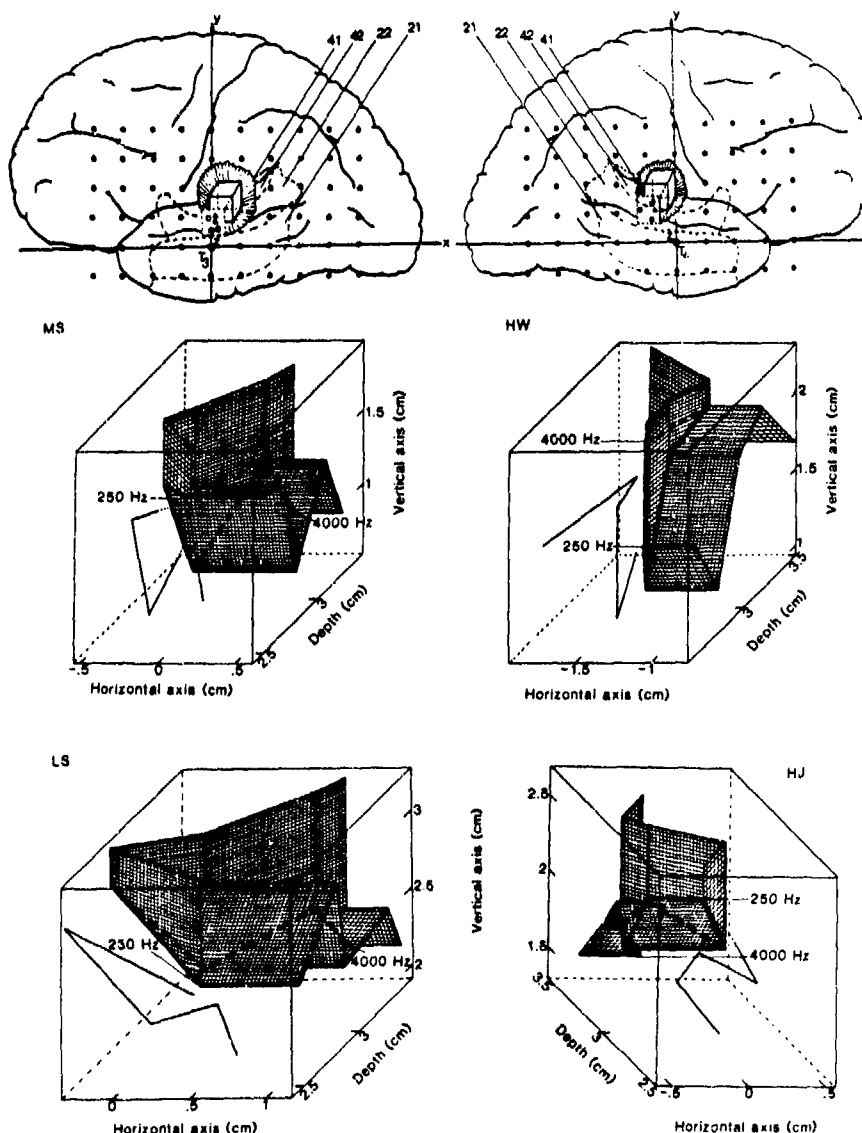 y
y
41
42
22
21
21
22
42
41
x
T3
T4
MS
HW
1.5
1
Vertical axis (cm)
250 Hz
4000 Hz
3
2.5
Depth (cm)
-.5
0
.5
Horizontal axis (cm)
2
1.5
1
Vertical axis (cm)
4000 Hz
250 Hz
3.5
3
Depth (cm)
-1.5
-1
Horizontal axis (cm)
LS
HJ
3
2.5
2
Vertical axis (cm)
230 Hz
4000 Hz
3
2.5
Depth (cm)
0
.5
1
Horizontal axis (cm)
2.5
2
1.5
250 Hz
4000 Hz
3.5
3
2.5
Depth (cm)
-.5
0
.5
Horizontal axis (cm)